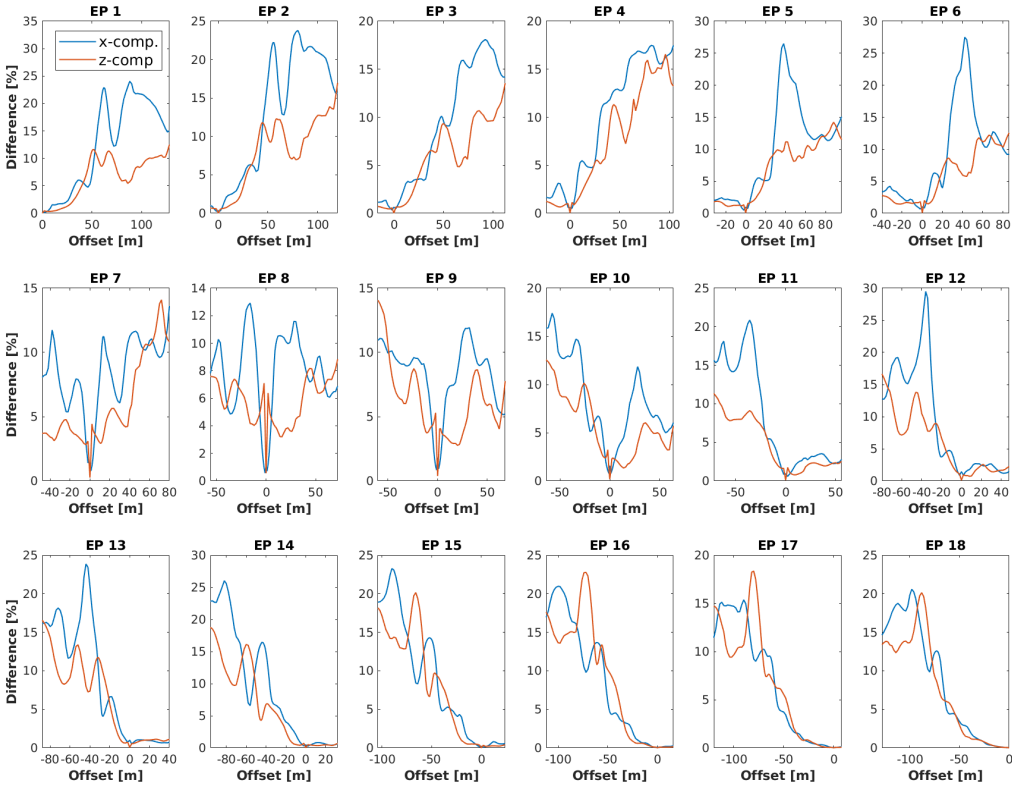 EP 1
Difference [%]
35
30
25
20
15
10
5
0
x-comp.
z-comp
0 50 100
Offset [m]
EP 2
25
20
15
10
5
0
0 50 100
Offset [m]
EP 3
20
15
10
5
0
0 50 100
Offset [m]
EP 4
20
15
10
5
0
0 50 100
Offset [m]
EP 5
30
25
20
15
10
5
0
-20 0 20 40 60 80
Offset [m]
EP 6
30
25
20
15
10
5
0
-40 -20 0 20 40 60 80
Offset [m]
EP 7
Difference [%]
15
10
5
0
-40 -20 0 20 40 60 80
Offset [m]
EP 8
14
12
10
8
6
4
2
0
-50 0 50
Offset [m]
EP 9
15
10
5
0
-50 0 50
Offset [m]
EP 10
20
15
10
5
0
-50 0 50
Offset [m]
EP 11
25
20
15
10
5
0
-50 0 50
Offset [m]
EP 12
30
25
20
15
10
5
0
-80 -60 -40 -20 0 20 40
Offset [m]
EP 13
Difference [%]
25
20
15
10
5
0
-80 -60 -40 -20 0 20 40
Offset [m]
EP 14
30
25
20
15
10
5
0
-80 -60 -40 -20 0 20
Offset [m]
EP 15
25
20
15
10
5
0
-100 -50 0
Offset [m]
EP 16
25
20
15
10
5
0
-100 -50 0
Offset [m]
EP 17
20
15
10
5
0
-100 -50 0
Offset [m]
EP 18
25
20
15
10
5
0
-100 -50 0
Offset [m]